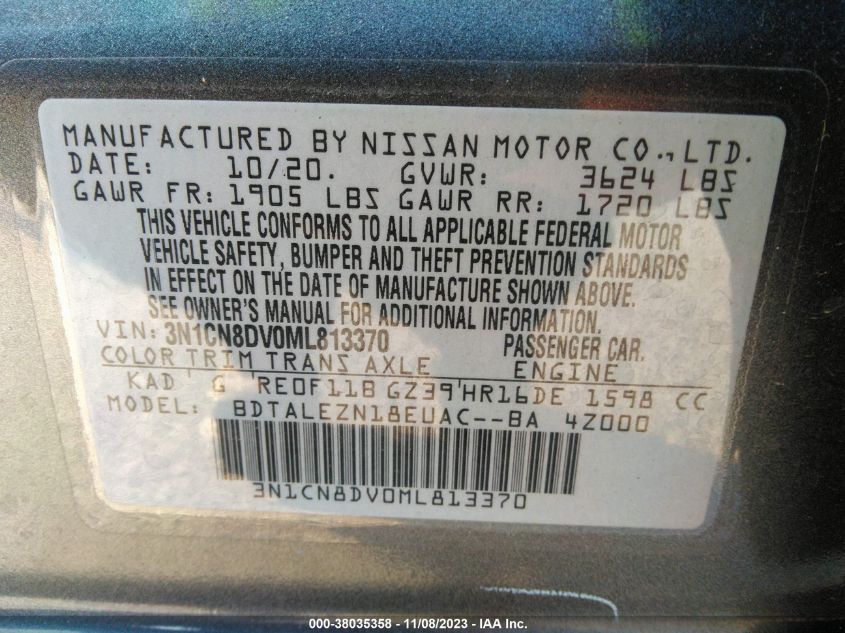 MANUFACTURED BY NISSAN MOTOR CO., LTD.
DATE: 10/20. GVWR: 3624 LBS
GAWR FR: 1905 LBS GAWR RR: 1720 LBS
THIS VEHICLE CONFORMS TO ALL APPLICABLE FEDERAL MOTOR
VEHICLE SAFETY, BUMPER AND THEFT PREVENTION STANDARDS
IN EFFECT ON THE DATE OF MANUFACTURE SHOWN ABOVE.
SEE OWNER'S MANUAL FOR ADDITIONAL INFORMATION.
VIN: 3N1CN8DV0ML813370 PASSENGER CAR.
COLOR TRIM TRANS AXLE ENGINE
KAD G RE0F11B GZ39 HR16DE 1598 CC
MODEL: BDTALEZN18EUAC--BA 4Z000
3N1CN8DV0ML813370
000-38035358 | 11/08/2023 | © IAA Inc.